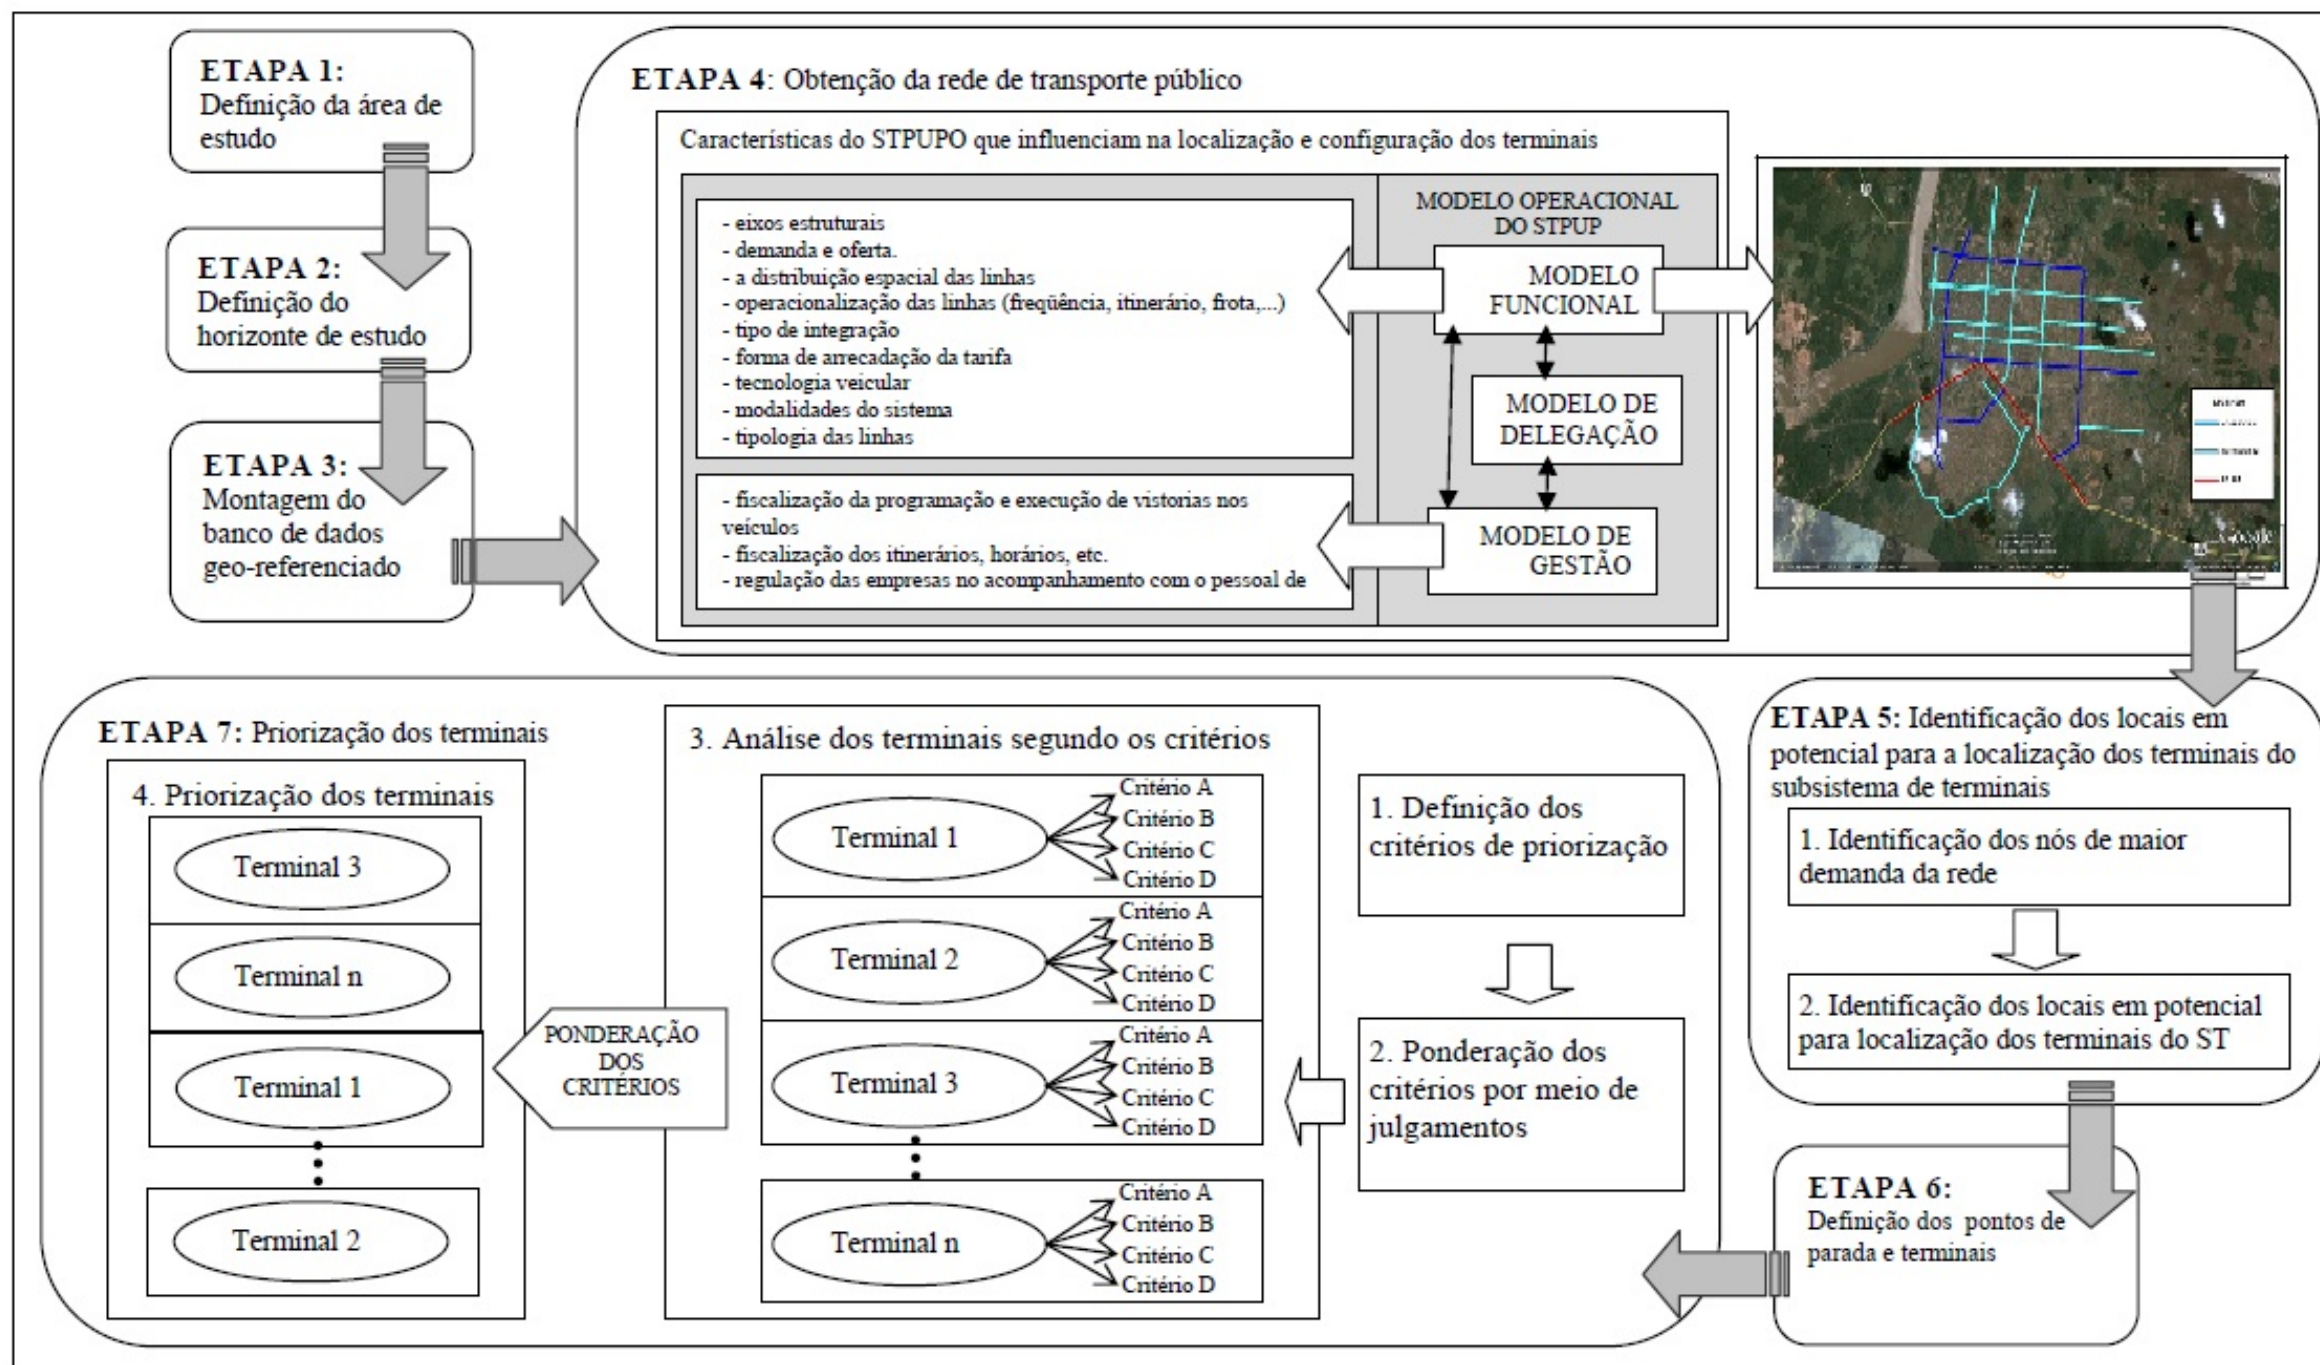 ETAPA 1:
Definição da área de
estudo
ETAPA 2:
Definição do
horizonte de estudo
ETAPA 3:
Montagem do
banco de dados
geo-referenciado
ETAPA 4: Obtenção da rede de transporte público
Características do STPUPO que influenciam na localização e configuração dos terminais
- eixos estruturais
- demanda e oferta.
- a distribuição espacial das linhas
- operacionalização das linhas (freqüência, itinerário, frota,...)
- tipo de integração
- forma de arrecadação da tarifa
- tecnologia veicular
- modalidades do sistema
- tipologia das linhas
- fiscalização da programação e execução de vistorias nos
veículos
- fiscalização dos itinerários, horários, etc.
- regulação das empresas no acompanhamento com o pessoal de
MODELO OPERACIONAL
DO STPUP
MODELO
FUNCIONAL
MODELO DE
DELEGAÇÃO
MODELO DE
GESTÃO
ETAPA 5: Identificação dos locais em
potencial para a localização dos terminais do
subsistema de terminais
1. Identificação dos nós de maior
demanda da rede
2. Identificação dos locais em potencial
para localização dos terminais do ST
ETAPA 6:
Definição dos pontos de
parada e terminais
ETAPA 7: Priorização dos terminais
1. Definição dos
critérios de priorização
2. Ponderação dos
critérios por meio de
julgamentos
3. Análise dos terminais segundo os critérios
Terminal 1
Critério A
Critério B
Critério C
Critério D
Terminal 2
Critério A
Critério B
Critério C
Critério D
Terminal 3
Critério A
Critério B
Critério C
Critério D
Terminal n
Critério A
Critério B
Critério C
Critério D
PONDERAÇÃO
DOS
CRITÉRIOS
4. Priorização dos terminais
Terminal 3
Terminal n
Terminal 1
Terminal 2